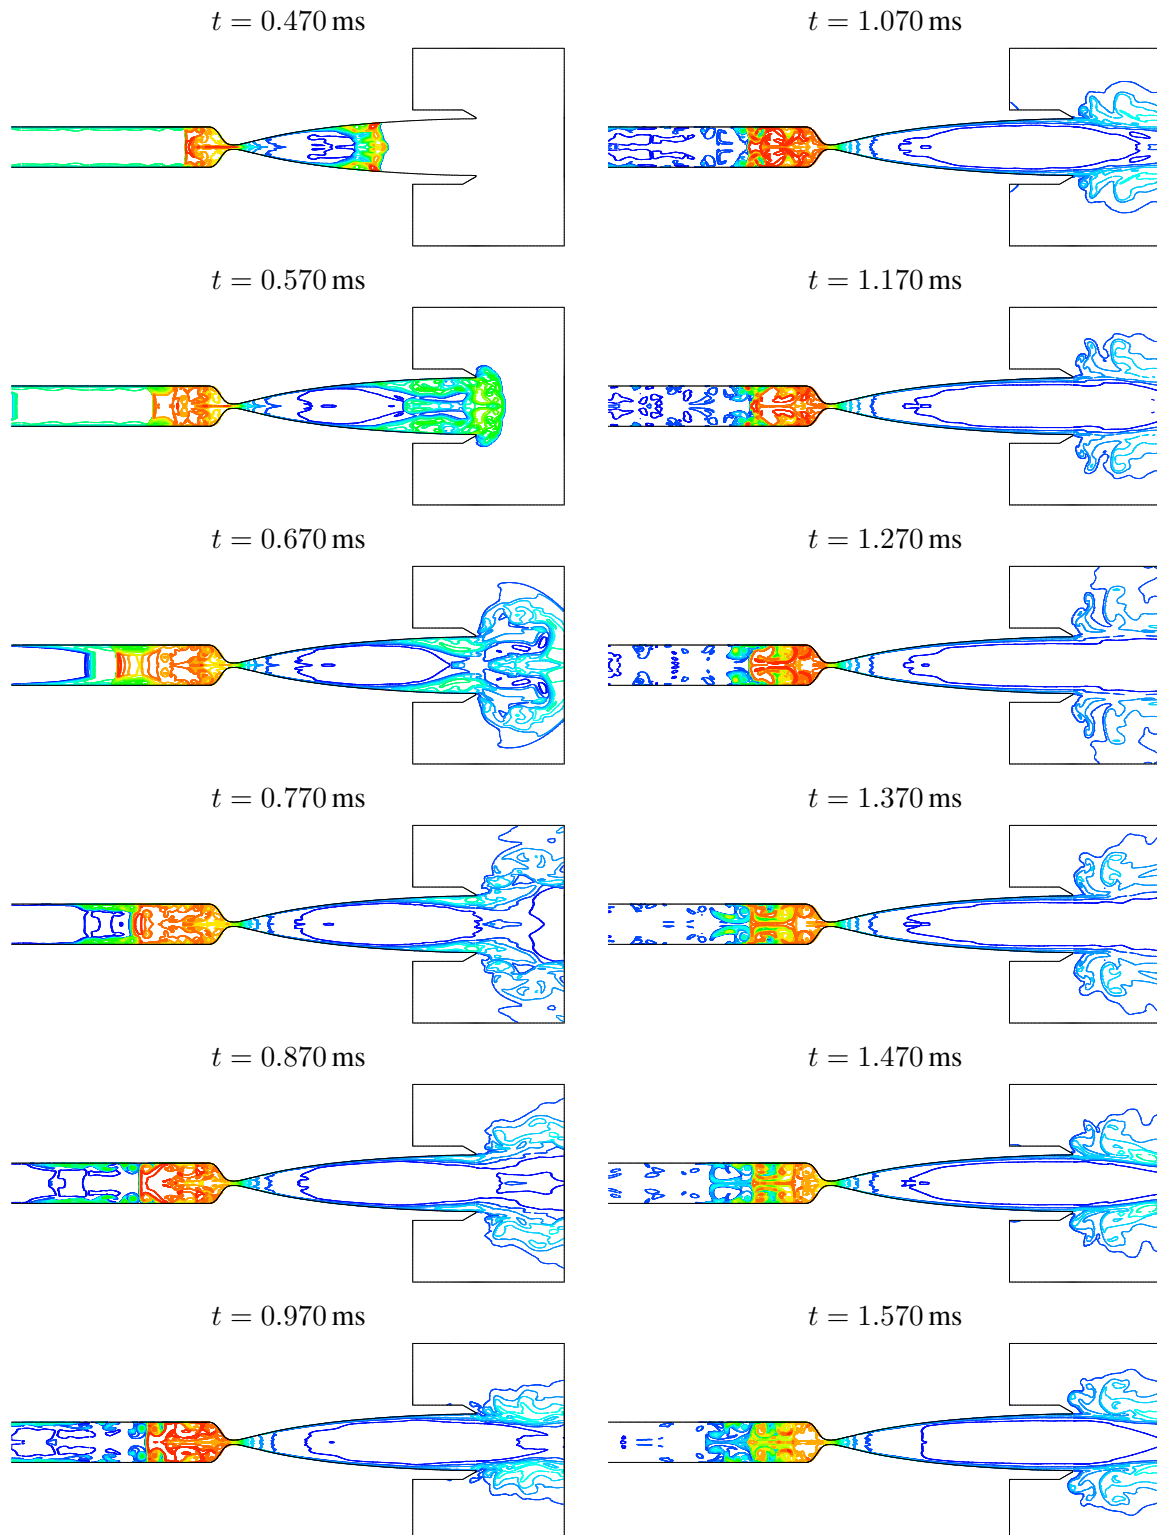 t = 0.470 ms
t = 1.070 ms
t = 0.570 ms
t = 1.170 ms
t = 0.670 ms
t = 1.270 ms
t = 0.770 ms
t = 1.370 ms
t = 0.870 ms
t = 1.470 ms
t = 0.970 ms
t = 1.570 ms